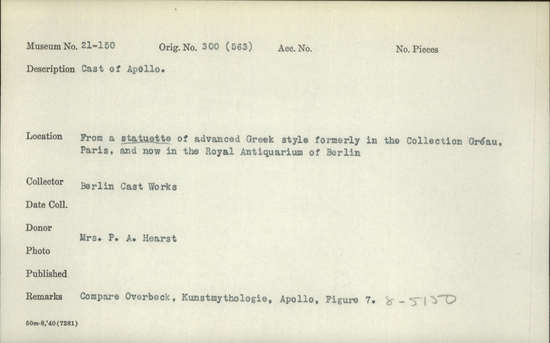 Museum No. 21-150 Orig. No. 300 (563) Acc. No. No. Pieces
Description Cast of Apollo.
Location From a statuette of advanced Greek style formerly in the Collection Gréau,
Paris, and now in the Royal Antiquarium of Berlin
Collector Berlin Cast Works
Date Coll.
Donor Mrs. P. A. Hearst
Photo
Published
Remarks Compare Overbeck, Kunstmythologie, Apollo, Figure 7. 8-5150
50m-8,'40(7281)